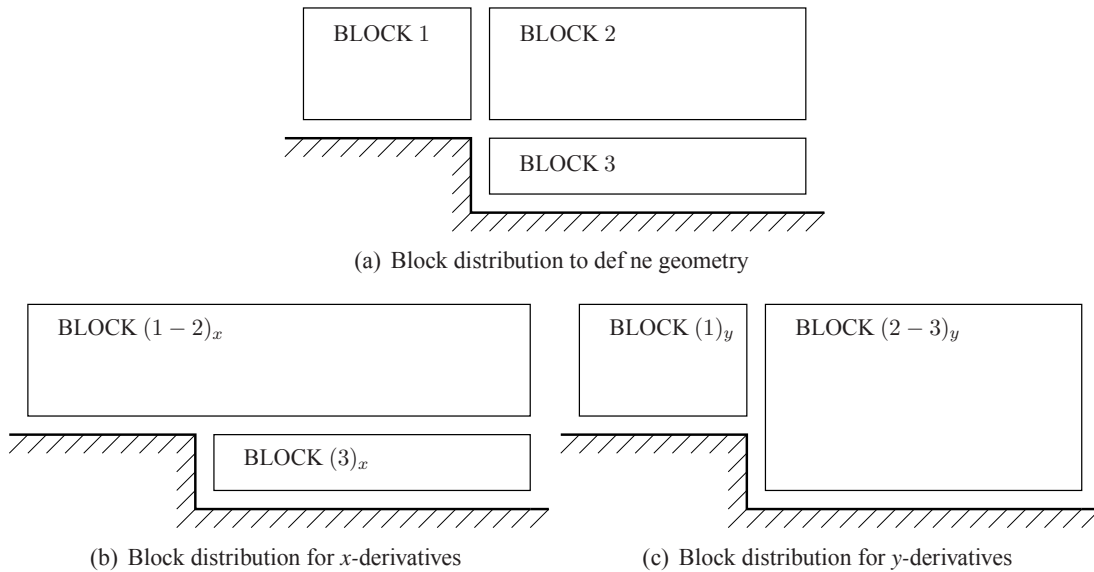 BLOCK 1
BLOCK 2
BLOCK 3
(a) Block distribution to def ne geometry
BLOCK (1 − 2)x
BLOCK (3)x
(b) Block distribution for x-derivatives
BLOCK (1)y
BLOCK (2 − 3)y
(c) Block distribution for y-derivatives